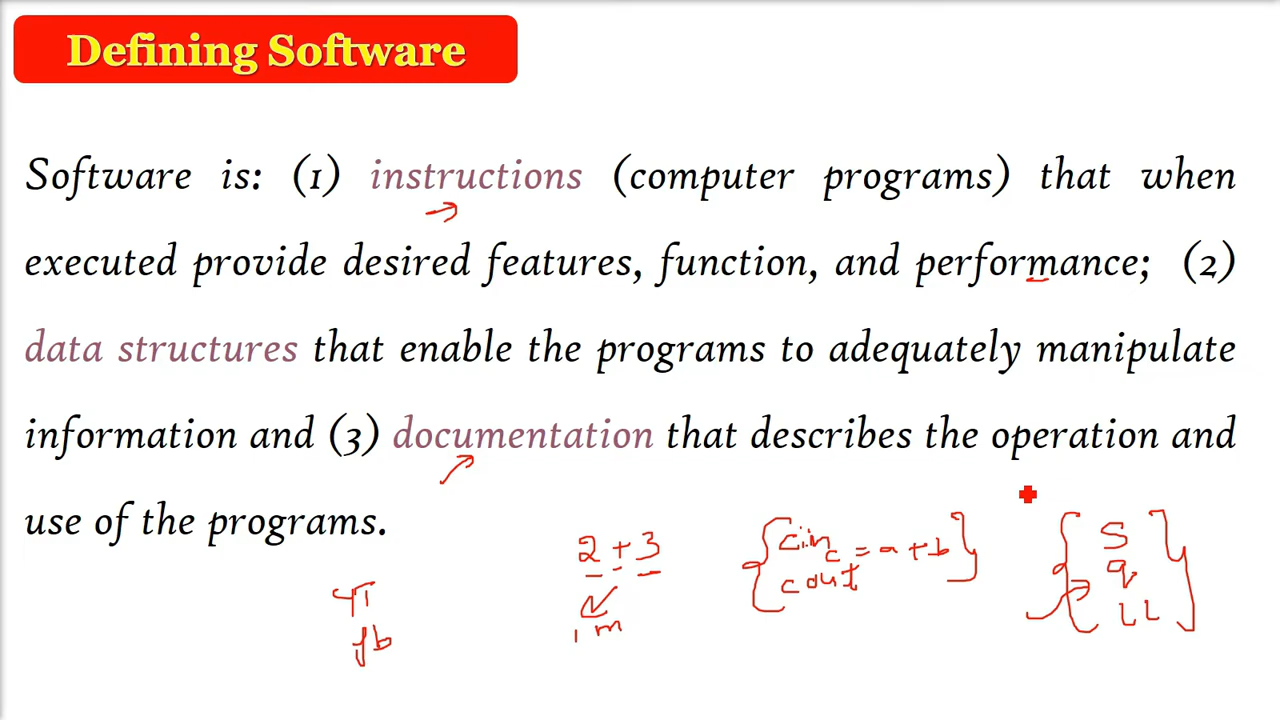 Defining Software
Software is: (1) instructions (computer programs) that when
executed provide desired features, function, and performance; (2)
data structures that enable the programs to adequately manipulate
information and (3) documentation that describes the operation and
use of the programs.
2 + 3
cin
c = a + b
cout
S
q
LL
fb
1 m